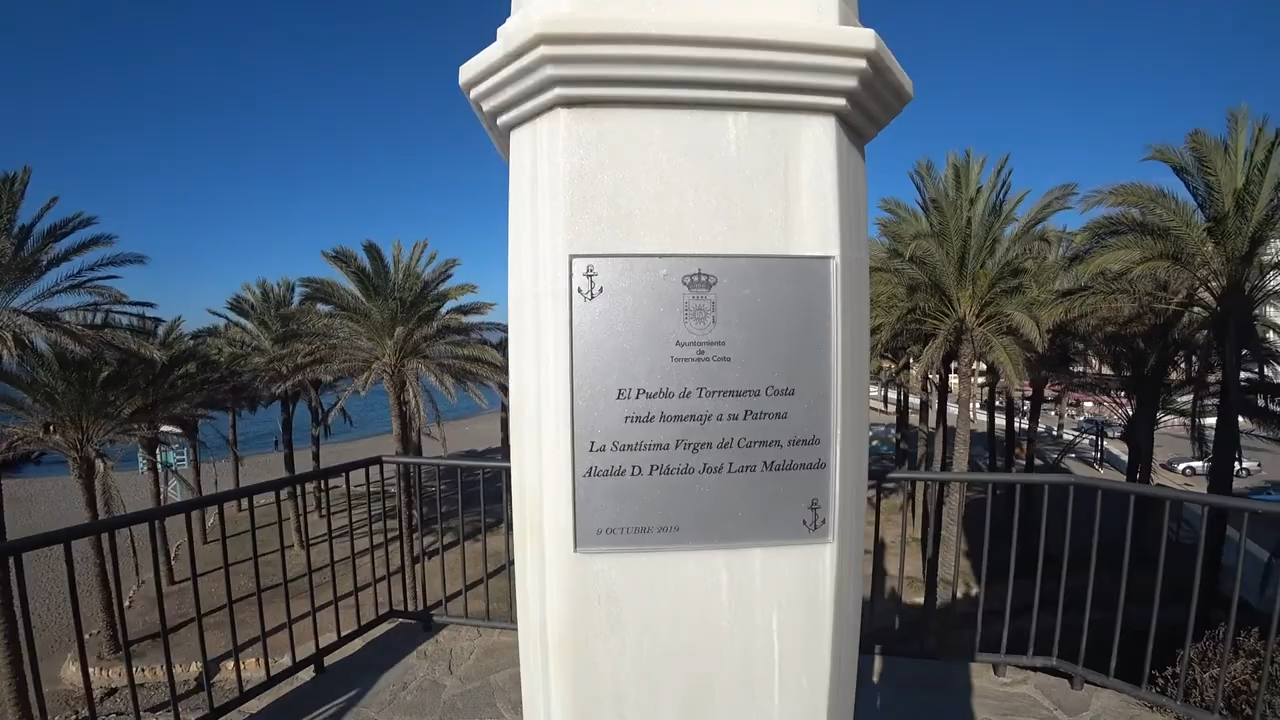 Ayuntamiento
de
Torrenueva Costa
El Pueblo de Torrenueva Costa
rinde homenaje a su Patrona
La Santísima Virgen del Carmen, siendo
Alcalde D. Plácido José Lara Maldonado
9 OCTUBRE 2019